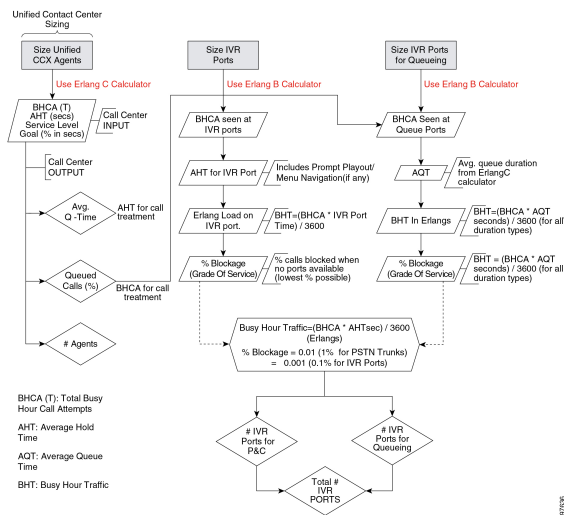 Unified Contact Center
Sizing
Size Unified
CCX Agents
Size IVR
Ports
Size IVR Ports
for Queueing
Use Erlang C Calculator
Use Erlang B Calculator
Use Erlang B Calculator
BHCA (T)
AHT (secs)
Service Level
Goal (% in secs)
Call Center
INPUT
BHCA seen at
IVR ports
BHCA Seen at
Queue Ports
Call Center
OUTPUT
AHT for IVR Port
Includes Prompt Playout/
Menu Navigation(if any)
AQT
Avg. queue duration
from ErlangC
calculator
Avg.
Q -Time
AHT for call
treatment
Erlang Load on
IVR port.
BHT=(BHCA * IVR Port
Time) / 3600
BHT In Erlangs
BHT=(BHCA * AQT
seconds) / 3600 (for all
duration types)
Queued
Calls (%)
BHCA for call
treatment
% Blockage
(Grade Of Service)
% calls blocked when
no ports available
(lowest % possible)
% Blockage
(Grade Of Service)
BHT = (BHCA * AQT
seconds) / 3600 (for all
duration types)
# Agents
Busy Hour Traffic=(BHCA * AHTsec) / 3600
(Erlangs)
% Blockage = 0.01 (1% for PSTN Trunks)
= 0.001 (0.1% for IVR Ports)
BHCA (T): Total Busy
Hour Call Attempts
AHT: Average Hold
Time
AQT: Average Queue
Time
BHT: Busy Hour Traffic
# IVR
Ports for
P&C
# IVR
Ports for
Queueing
Total #
IVR
PORTS